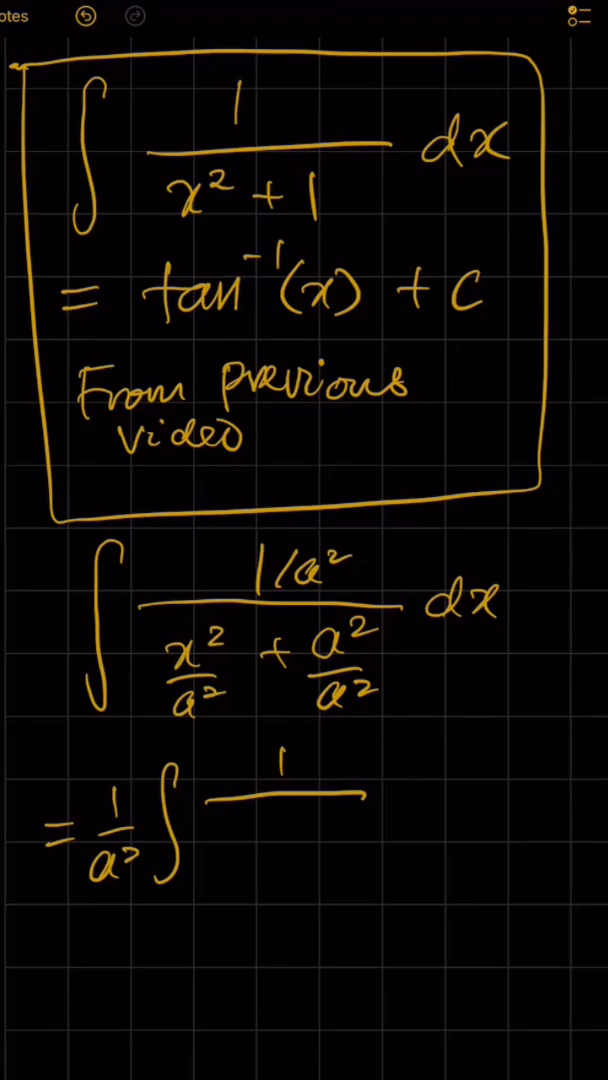 otes
∫ 1 / (x² + 1) dx
= tan⁻¹(x) + C
From previous
video
∫ (1/a²) / (x²/a² + a²/a²) dx
= 1/a² ∫ 1